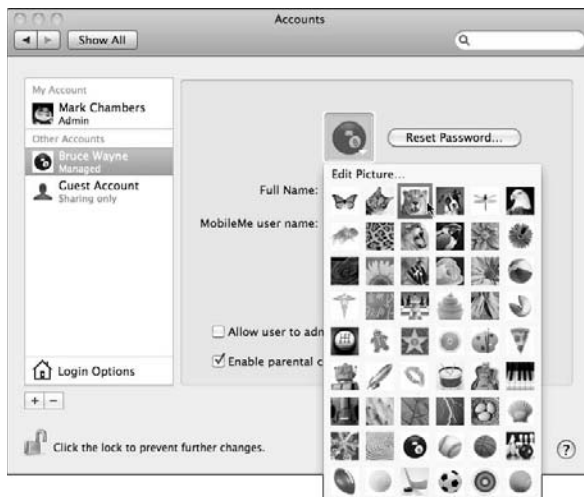 Accounts
Show All
My Account
Mark Chambers
Admin
Other Accounts
Bruce Wayne
Managed
Guest Account
Sharing only
Login Options
+ −
Click the lock to prevent further changes.
Reset Password...
Edit Picture...
Full Name:
MobileMe user name:
Allow user to adm
Enable parental c
?